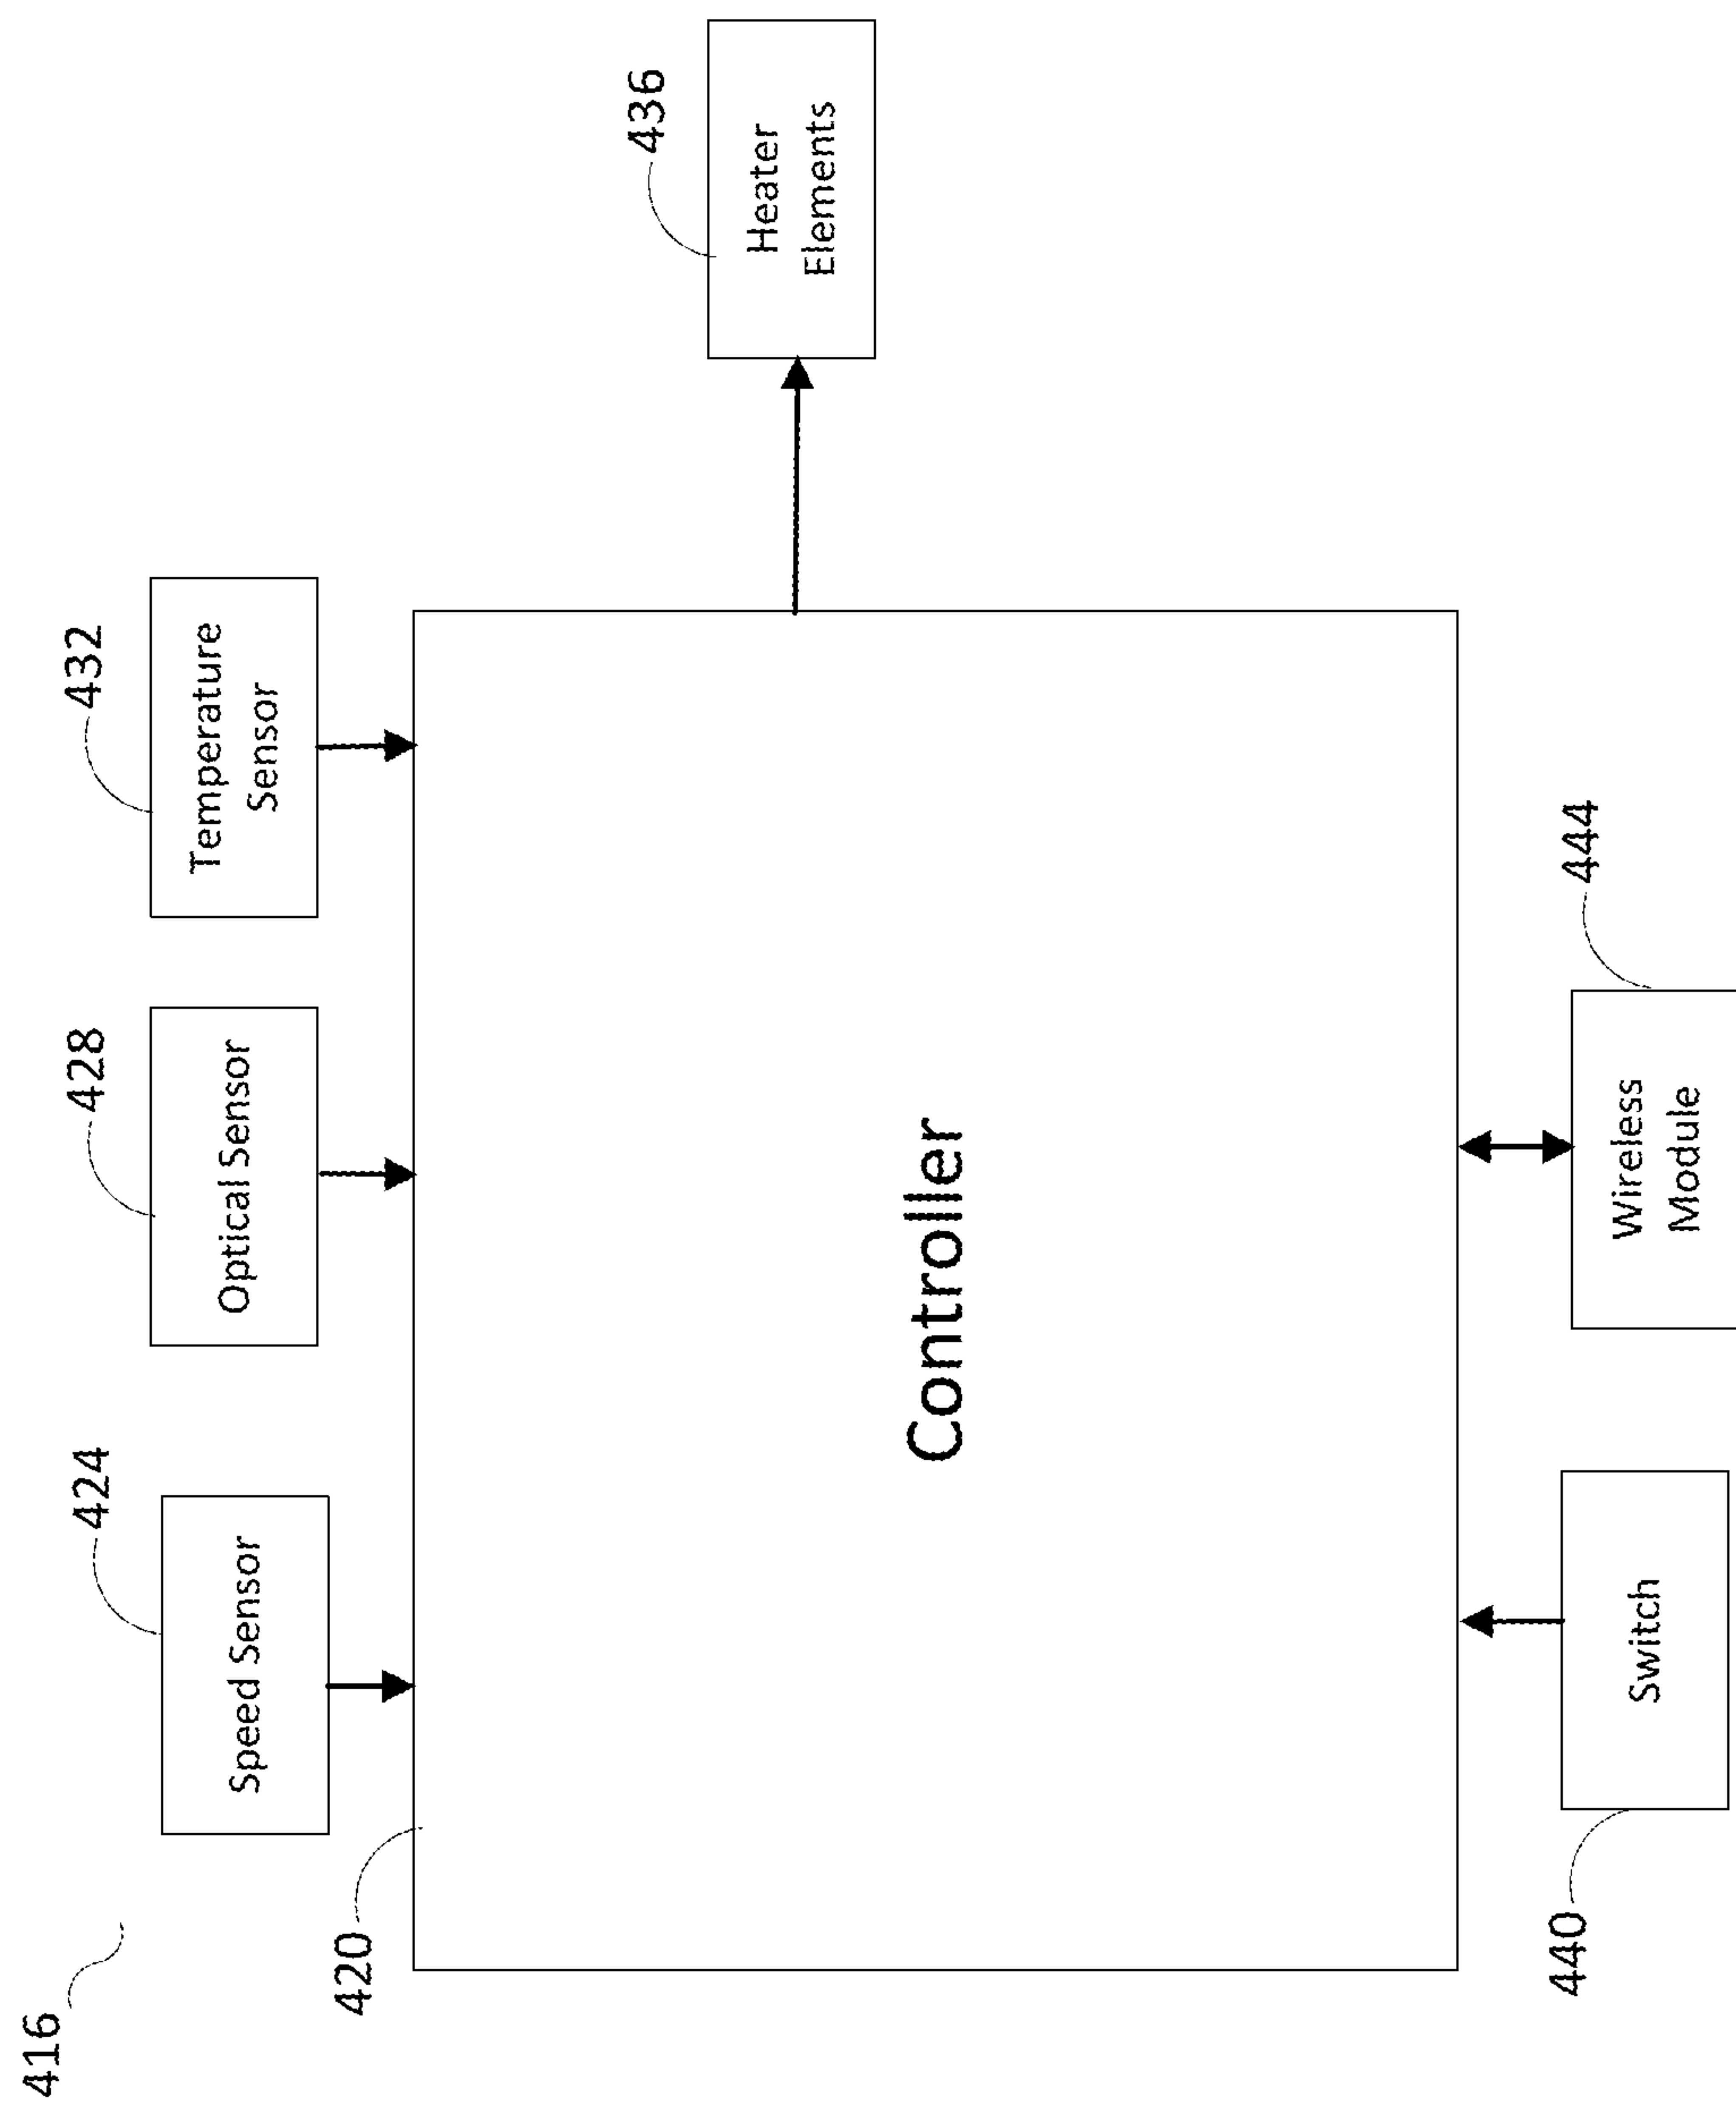 416
420
424
Speed Sensor
428
Optical Sensor
432
Temperature
Sensor
436
Heater
Elements
Controller
440
Switch
444
Wireless
Module